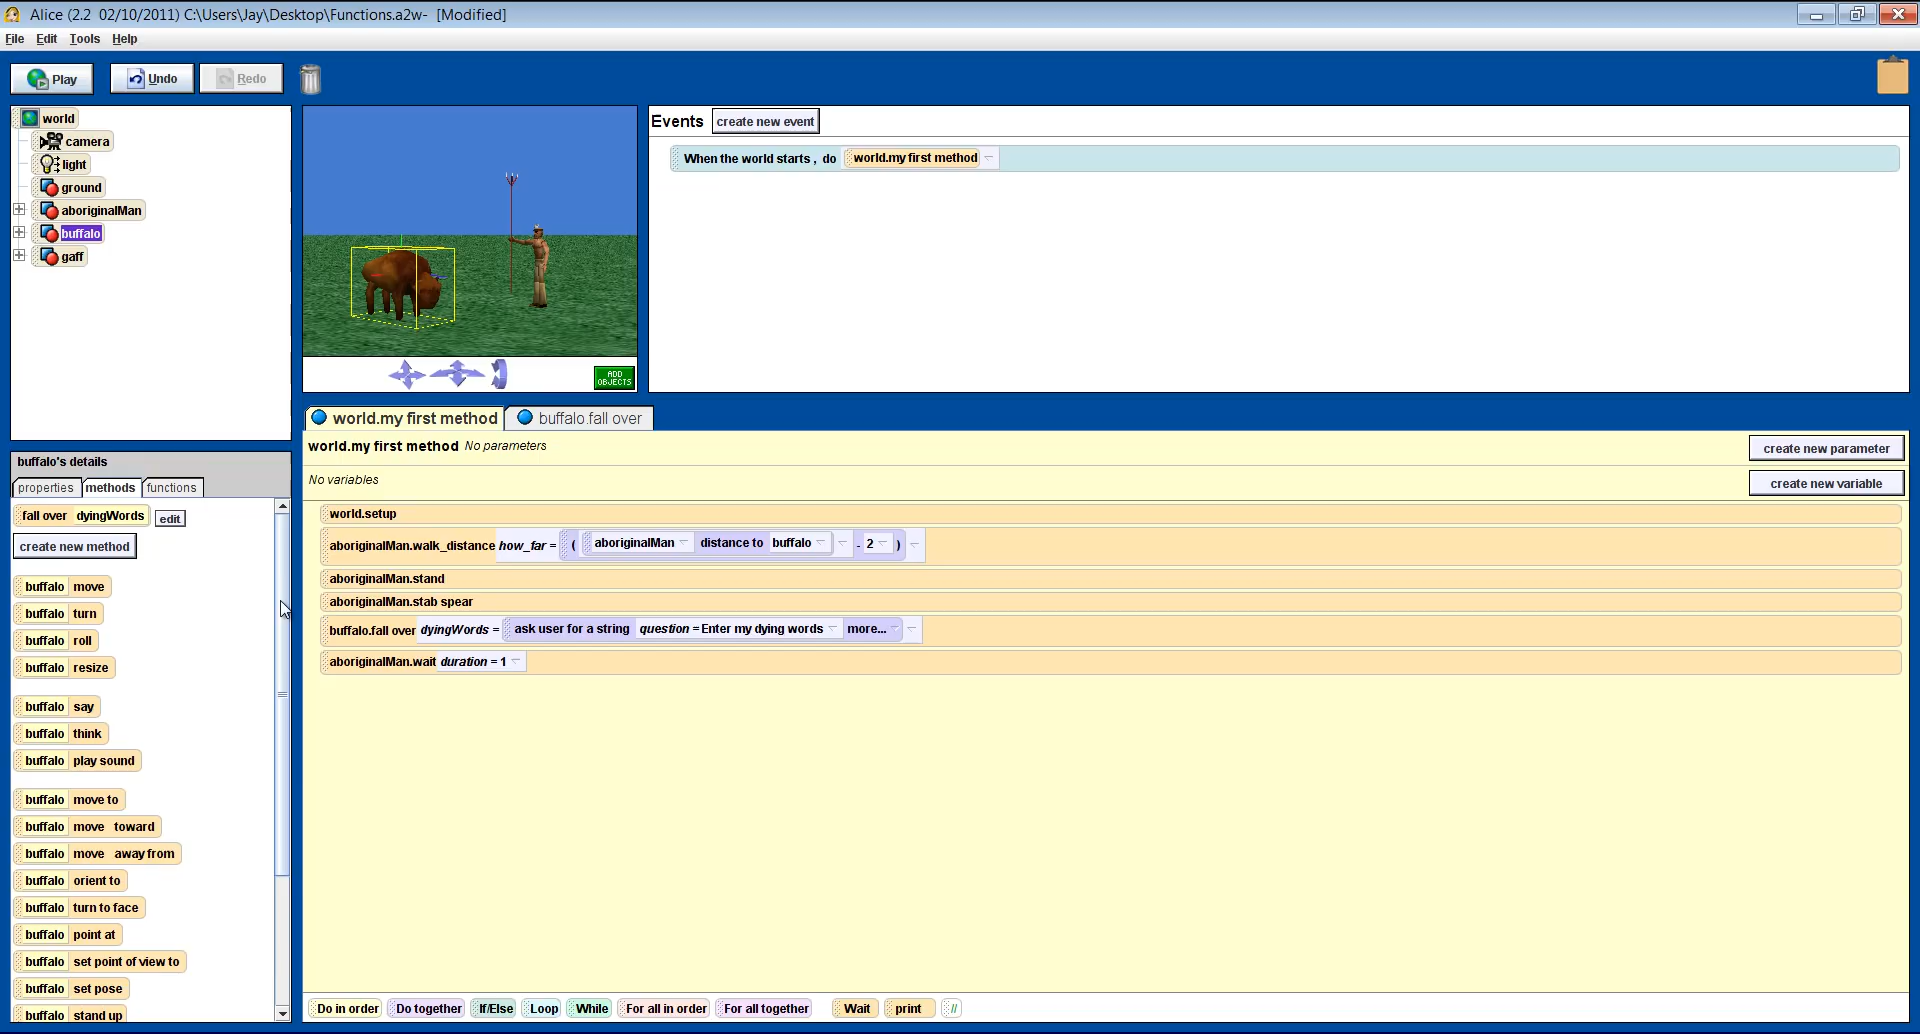 Alice (2.2 02/10/2011) C:\Users\Jay\Desktop\Functions.a2w- [Modified]
File Edit Tools Help
Play Undo Redo
world
camera
light
ground
aboriginalMan
buffalo
gaff
ADD
OBJECTS
Events create new event
When the world starts , do world.my first method
buffalo's details
properties methods functions
fall over dyingWords edit
create new method
buffalo move
buffalo turn
buffalo roll
buffalo resize
buffalo say
buffalo think
buffalo play sound
buffalo move to
buffalo move toward
buffalo move away from
buffalo orient to
buffalo turn to face
buffalo point at
buffalo set point of view to
buffalo set pose
buffalo stand up
world.my first method buffalo.fall over
world.my first method No parameters create new parameter
No variables create new variable
world.setup
aboriginalMan.walk_distance how_far = ( aboriginalMan distance to buffalo - 2 )
aboriginalMan.stand
aboriginalMan.stab spear
buffalo.fall over dyingWords = ask user for a string question = Enter my dying words more...
aboriginalMan.wait duration = 1
Do in order Do together If/Else Loop While For all in order For all together Wait print //